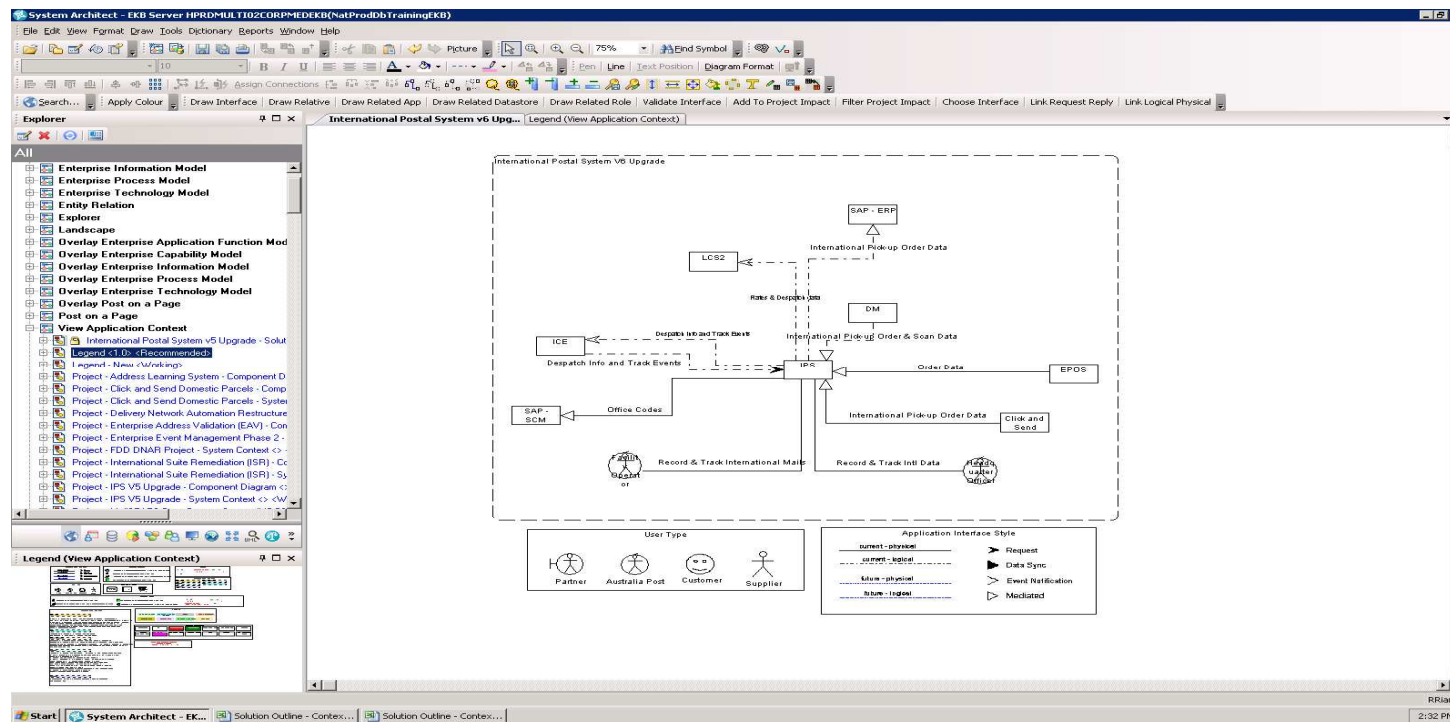 System Architect - EKB Server HPRDMULTI02CORPMEDEKB(NatProdDbTrainingEKB)
File Edit View Format Draw Tools Dictionary Reports Window Help
Picture 75% Find Symbol
10 B I U Pen Line Text Position Diagram Format
Assign Connections
Search... Apply Colour Draw Interface Draw Relative Draw Related App Draw Related Datastore Draw Related Role Validate Interface Add To Project Impact Filter Project Impact Choose Interface Link Request Reply Link Logical Physical
Explorer
International Postal System v6 Upg... Legend (View Application Context)
All
Enterprise Information Model
Enterprise Process Model
Enterprise Technology Model
Entity Relation
Explorer
Landscape
Overlay Enterprise Application Function Mod
Overlay Enterprise Capability Model
Overlay Enterprise Information Model
Overlay Enterprise Process Model
Overlay Enterprise Technology Model
Overlay Post on a Page
Post on a Page
View Application Context
International Postal System v5 Upgrade - Solut
Legend <1.0> <Recommended>
Legend - New <Working>
Project - Address Learning System - Component D
Project - Click and Send Domestic Parcels - Comp
Project - Click and Send Domestic Parcels - Syster
Project - Delivery Network Automation Restructure
Project - Enterprise Address Validation (EAV) - Con
Project - Enterprise Event Management Phase 2 -
Project - FDD DNAR Project - System Context <> -
Project - International Suite Remediation (ISR) - Cc
Project - International Suite Remediation (ISR) - Sy
Project - IPS V5 Upgrade - Component Diagram <>
Project - IPS V5 Upgrade - System Context <> <W
Legend (View Application Context)
International Postal System V6 Upgrade
SAP - ERP
International Pick-up Order Data
LCS2
Rates & Despatch data
DM
Despatch Info and Track Events
International Pick-up Order & Scan Data
ICE
Despatch Info and Track Events
IPS
Order Data
EPOS
SAP -
SCM
Office Codes
International Pick-up Order Data
Click and
Send
Record & Track International Mails
Record & Track Intl Data
Facilit
Operat
or
Headq
uarter
Officer
User Type
Partner
Australia Post
Customer
Supplier
Application Interface Style
current - physical
current - logical
future - physical
future - logical
Request
Data Sync
Event Notification
Mediated
RRiar
Start System Architect - EK... Solution Outline - Contex... Solution Outline - Contex... 2:32 PM